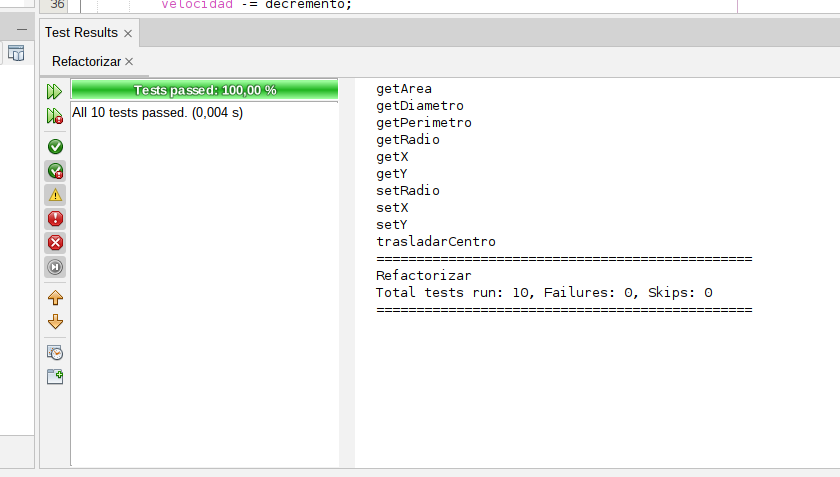 36 velocidad -= decremento;
Test Results
Refactorizar
Tests passed: 100,00 %
All 10 tests passed. (0,004 s)
getArea
getDiametro
getPerimetro
getRadio
getX
getY
setRadio
setX
setY
trasladarCentro
===============================================
Refactorizar
Total tests run: 10, Failures: 0, Skips: 0
===============================================